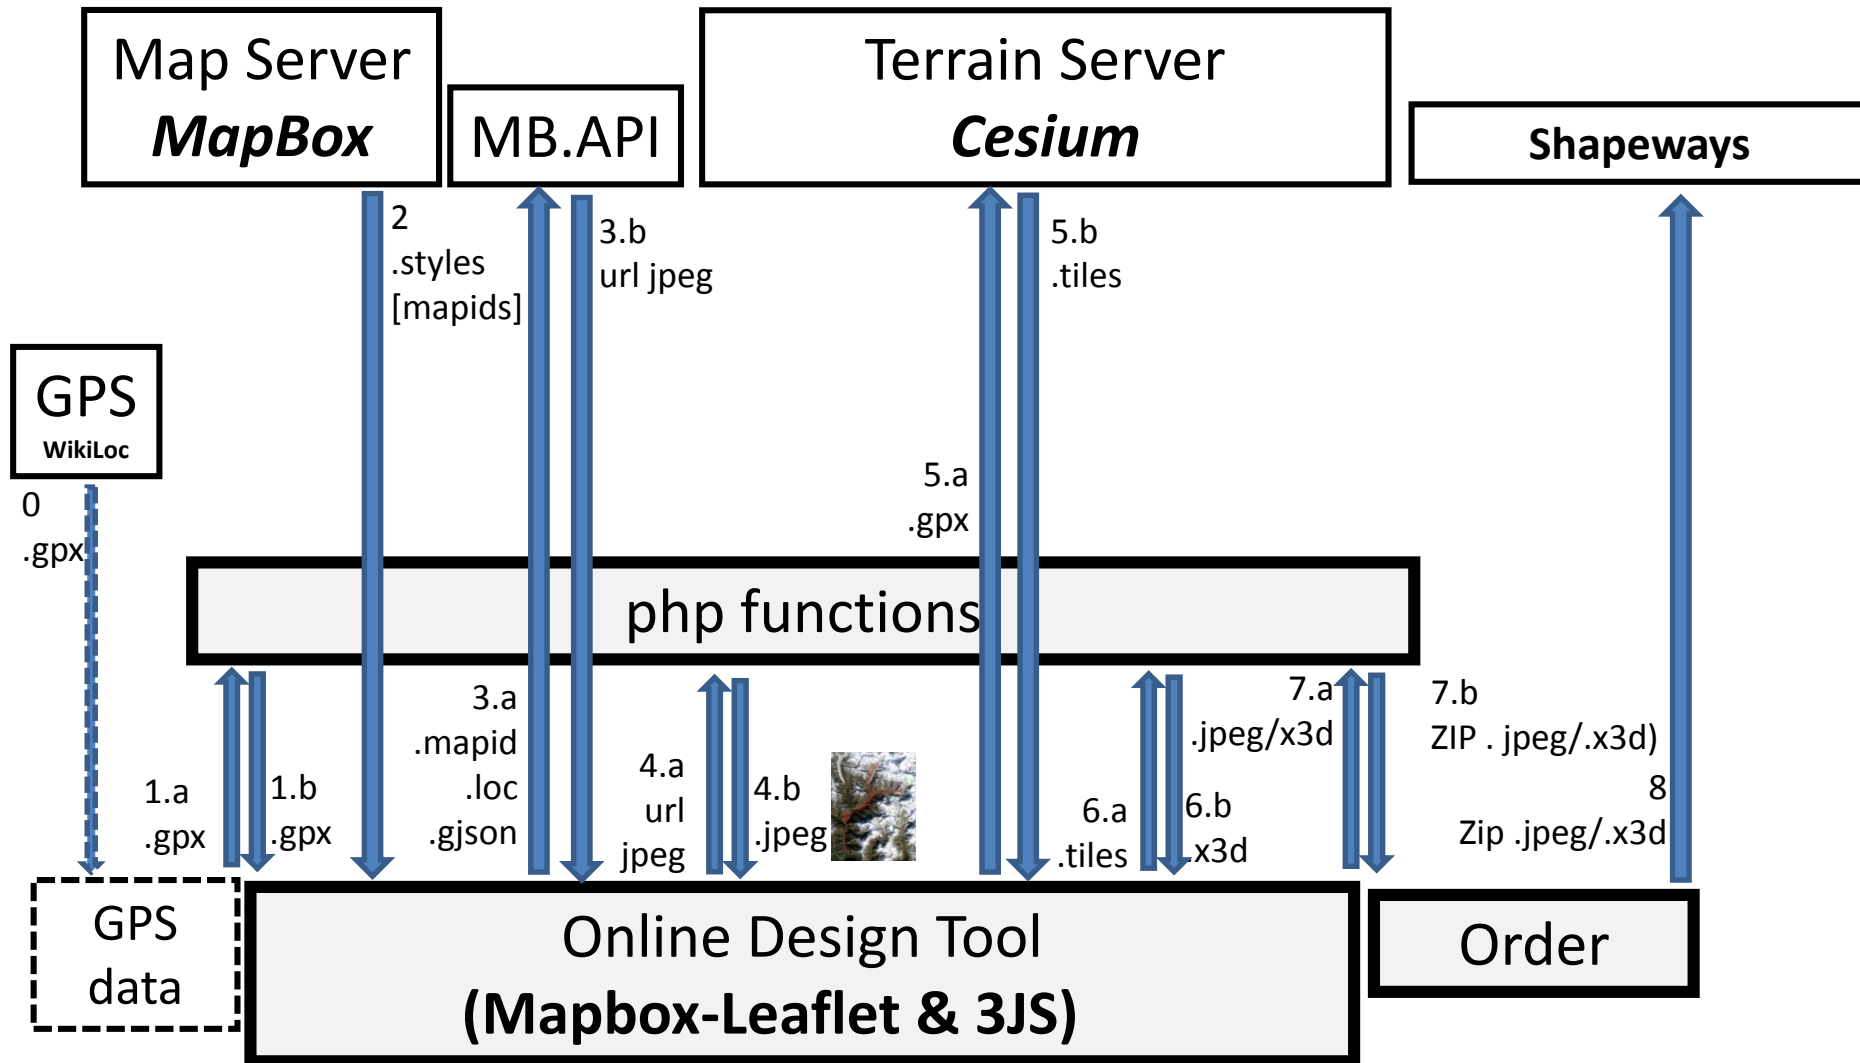 Map Server
MapBox
MB.API
Terrain Server
Cesium
Shapeways
2
.styles
[mapids]
3.b
url jpeg
5.b
.tiles
GPS
WikiLoc
0
.gpx
5.a
.gpx
php functions
1.a
.gpx
1.b
.gpx
3.a
.mapid
.loc
.gjson
4.a
url
jpeg
4.b
.jpeg
6.a
.tiles
6.b
.x3d
7.a
.jpeg/x3d
7.b
ZIP . jpeg/.x3d)
8
Zip .jpeg/.x3d
GPS
data
Online Design Tool
(Mapbox-Leaflet & 3JS)
Order